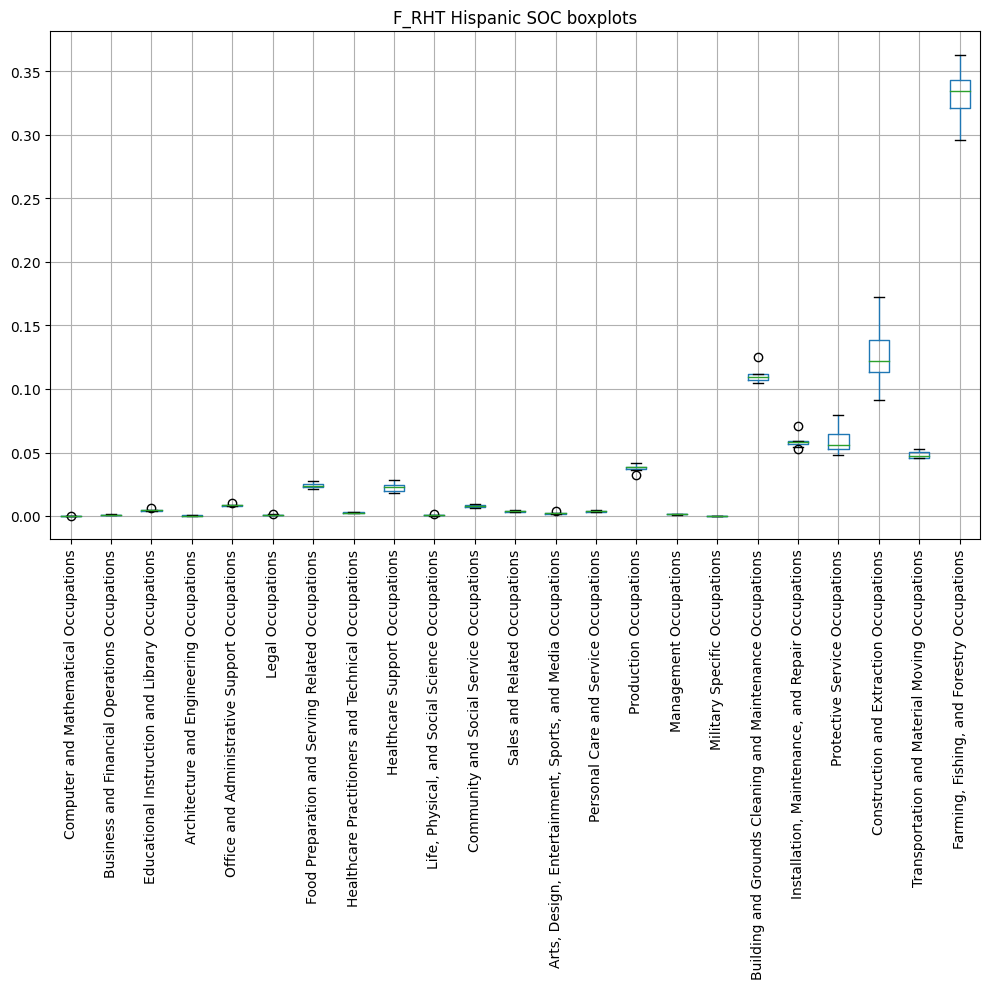 F_RHT Hispanic SOC boxplots
0.35
0.30
0.25
0.20
0.15
0.10
0.05
0.00
Computer and Mathematical Occupations
Business and Financial Operations Occupations
Educational Instruction and Library Occupations
Architecture and Engineering Occupations
Office and Administrative Support Occupations
Legal Occupations
Food Preparation and Serving Related Occupations
Healthcare Practitioners and Technical Occupations
Healthcare Support Occupations
Life, Physical, and Social Science Occupations
Community and Social Service Occupations
Sales and Related Occupations
Arts, Design, Entertainment, Sports, and Media Occupations
Personal Care and Service Occupations
Production Occupations
Management Occupations
Military Specific Occupations
Building and Grounds Cleaning and Maintenance Occupations
Installation, Maintenance, and Repair Occupations
Protective Service Occupations
Construction and Extraction Occupations
Transportation and Material Moving Occupations
Farming, Fishing, and Forestry Occupations